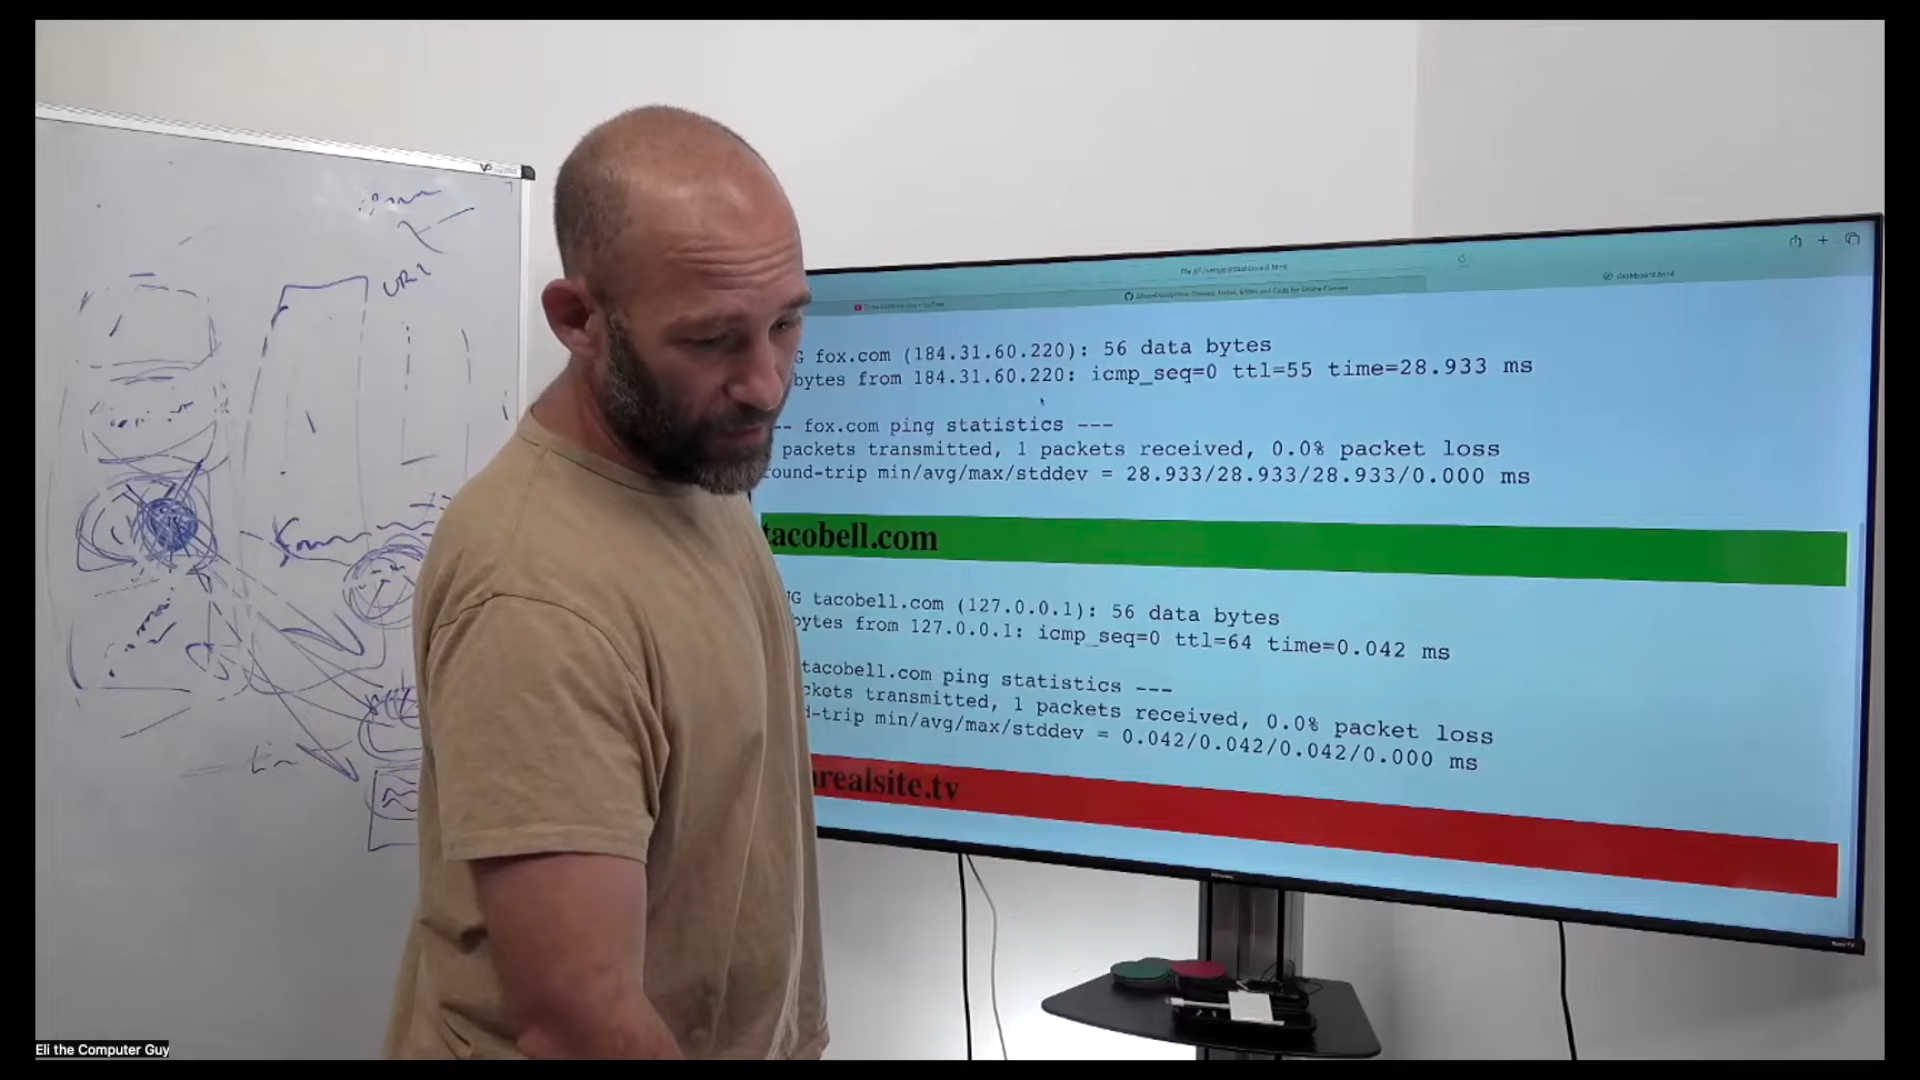 URL
G fox.com (184.31.60.220): 56 data bytes
bytes from 184.31.60.220: icmp_seq=0 ttl=55 time=28.933 ms
-- fox.com ping statistics ---
packets transmitted, 1 packets received, 0.0% packet loss
ound-trip min/avg/max/stddev = 28.933/28.933/28.933/0.000 ms
tacobell.com
NG tacobell.com (127.0.0.1): 56 data bytes
bytes from 127.0.0.1: icmp_seq=0 ttl=64 time=0.042 ms
tacobell.com ping statistics ---
ckets transmitted, 1 packets received, 0.0% packet loss
d-trip min/avg/max/stddev = 0.042/0.042/0.042/0.000 ms
arealsite.tv
Eli the Computer Guy